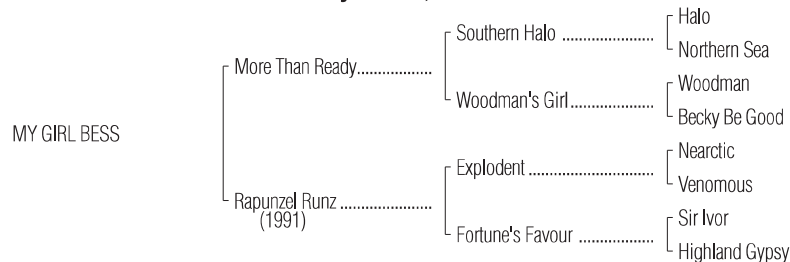 Halo
Southern Halo
Northern Sea
More Than Ready
Woodman
Woodman's Girl
Becky Be Good
MY GIRL BESS
Nearctic
Explodent
Venomous
Rapunzel Runz
(1991)
Sir Ivor
Fortune's Favour
Highland Gypsy